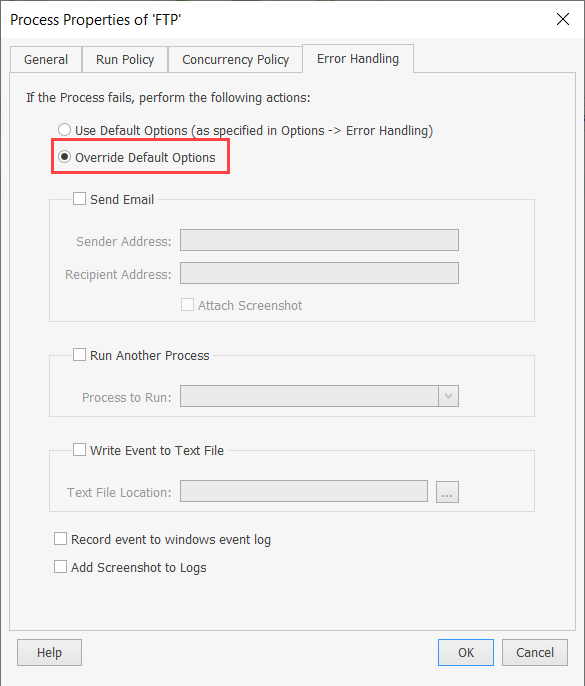 Process Properties of 'FTP'
General Run Policy Concurrency Policy Error Handling
If the Process fails, perform the following actions:
Use Default Options (as specified in Options -> Error Handling)
Override Default Options
Send Email
Sender Address:
Recipient Address:
Attach Screenshot
Run Another Process
Process to Run:
Write Event to Text File
Text File Location: ...
Record event to windows event log
Add Screenshot to Logs
Help OK Cancel